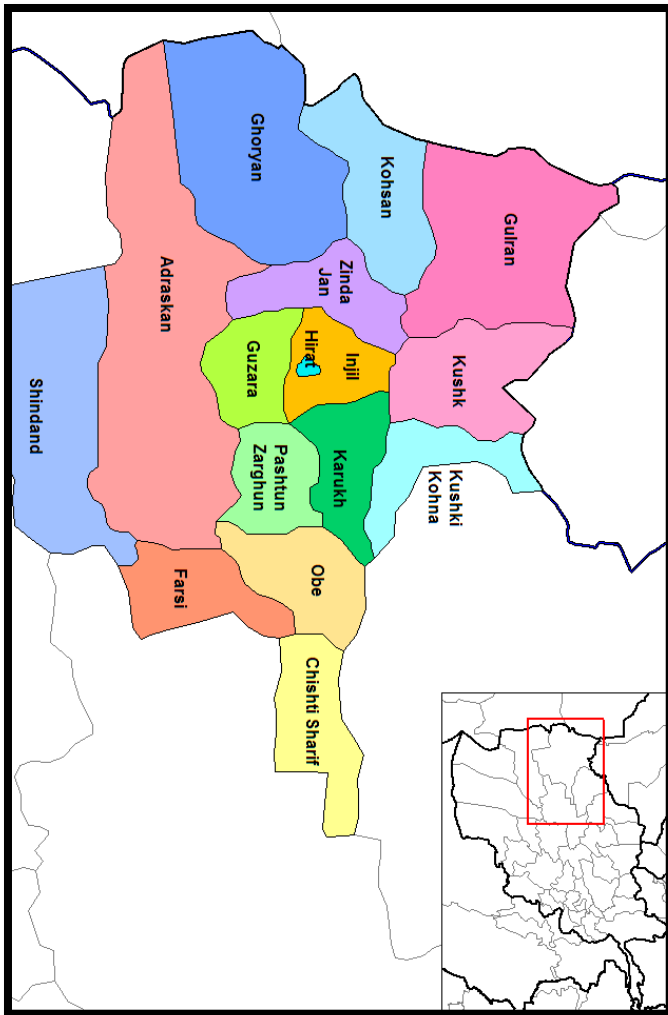 Gulran
Kushk
Kushki
Kohna
Kohsan
Zinda
Jan
Injil
Karukh
Hirat
Obe
Chishti Sharif
Pashtun
Zarghun
Ghoryan
Guzara
Farsi
Adraskan
Shindand